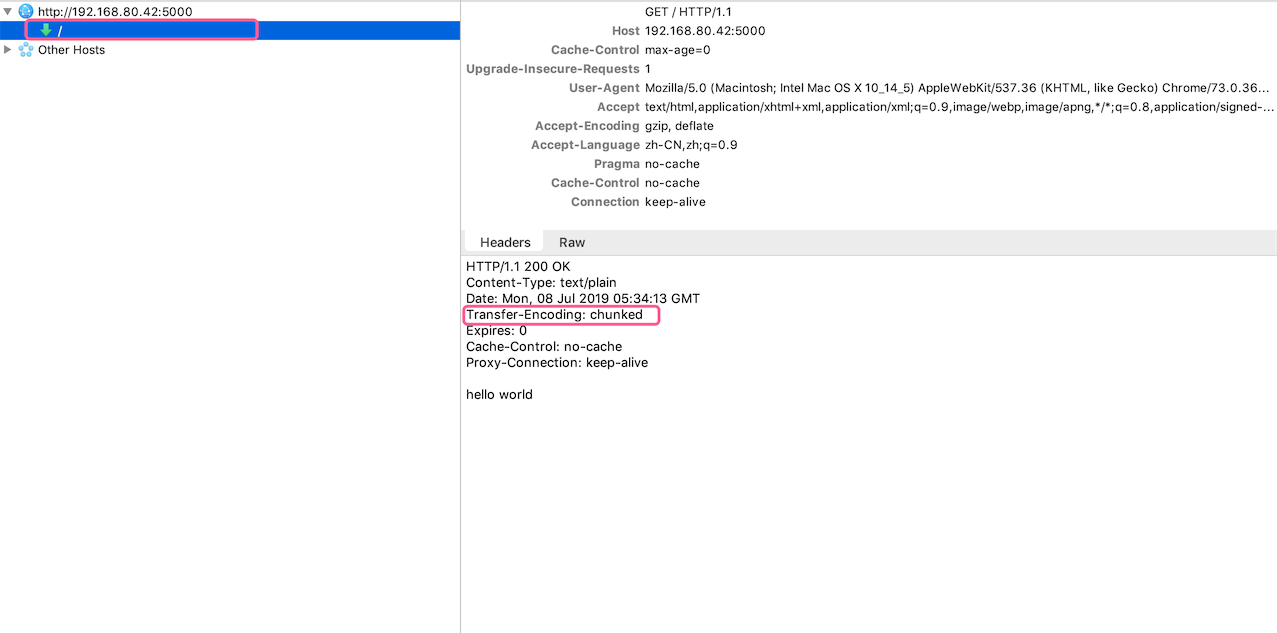 http://192.168.80.42:5000
/
Other Hosts
GET / HTTP/1.1
Host 192.168.80.42:5000
Cache-Control max-age=0
Upgrade-Insecure-Requests 1
User-Agent Mozilla/5.0 (Macintosh; Intel Mac OS X 10_14_5) AppleWebKit/537.36 (KHTML, like Gecko) Chrome/73.0.36...
Accept text/html,application/xhtml+xml,application/xml;q=0.9,image/webp,image/apng,*/*;q=0.8,application/signed-...
Accept-Encoding gzip, deflate
Accept-Language zh-CN,zh;q=0.9
Pragma no-cache
Cache-Control no-cache
Connection keep-alive
Headers Raw
HTTP/1.1 200 OK
Content-Type: text/plain
Date: Mon, 08 Jul 2019 05:34:13 GMT
Transfer-Encoding: chunked
Expires: 0
Cache-Control: no-cache
Proxy-Connection: keep-alive
hello world